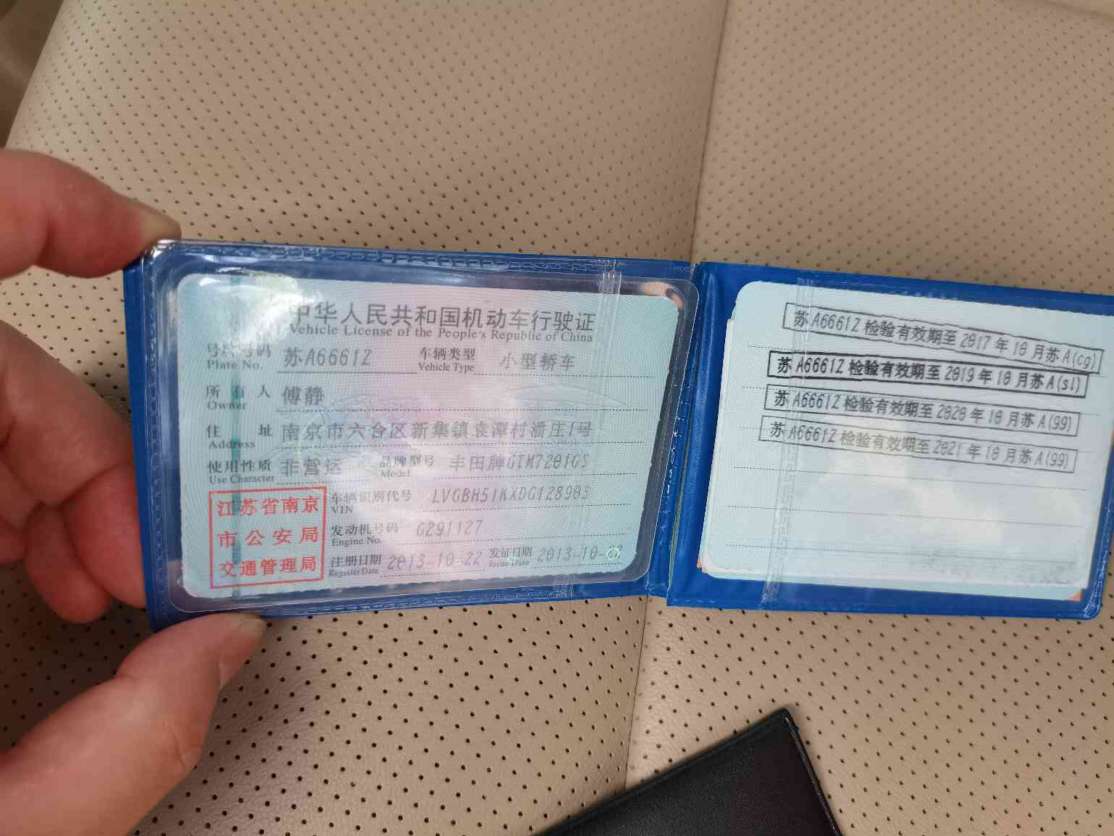 中华人民共和国机动车行驶证
Vehicle License of the People's Republic of China
号牌号码 Plate No. 苏A6661Z 车辆类型 Vehicle Type 小型轿车
所有人 Owner 傅静
住址 Address 南京市六合区新集镇袁潭村潘庄1号
使用性质 Use Character 非营运 品牌型号 Model 丰田牌GTM7201GS
江苏省南京
市公安局
交通管理局
车辆识别代号 VIN
发动机号码 Engine No. G291127
注册日期 Register Date 2013-10-22 发证日期 Issue Date 2013-10-22
苏A6661Z检验有效期至2017年10月苏A(cg)
苏A6661Z检验有效期至2019年10月苏A(sl)
苏A6661Z检验有效期至2020年10月苏A(99)
苏A6661Z检验有效期至2021年10月苏A(99)